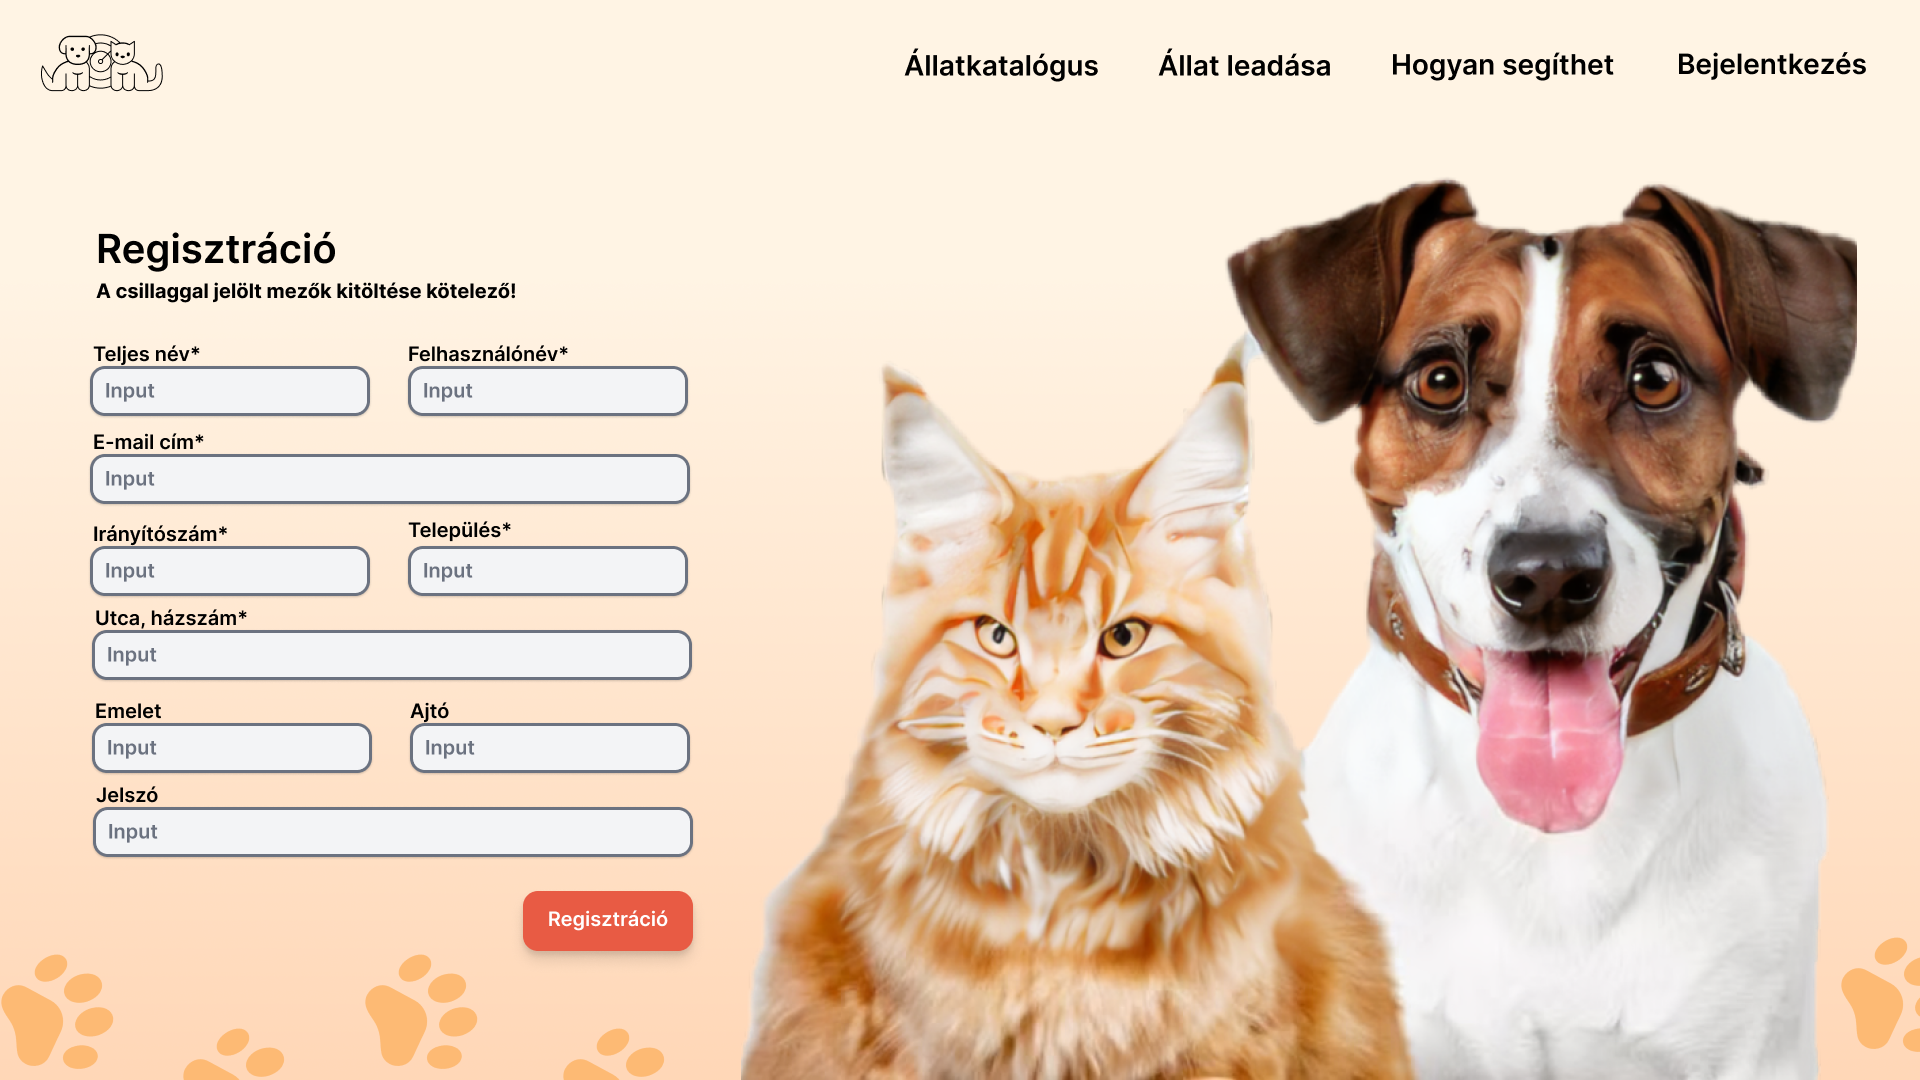 Állatkatalógus
Állat leadása
Hogyan segíthet
Bejelentkezés
Regisztráció
A csillaggal jelölt mezők kitöltése kötelező!
Teljes név*
Felhasználónév*
Input
Input
E-mail cím*
Input
Irányítószám*
Település*
Input
Input
Utca, házszám*
Input
Emelet
Ajtó
Input
Input
Jelszó
Input
Regisztráció